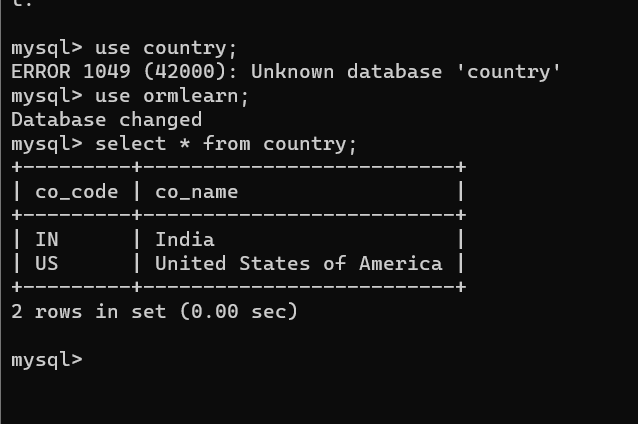 mysql> use country;
ERROR 1049 (42000): Unknown database 'country'
mysql> use ormlearn;
Database changed
mysql> select * from country;
+---------+--------------------------+
| co_code | co_name                  |
+---------+--------------------------+
| IN      | India                    |
| US      | United States of America |
+---------+--------------------------+
2 rows in set (0.00 sec)
mysql>